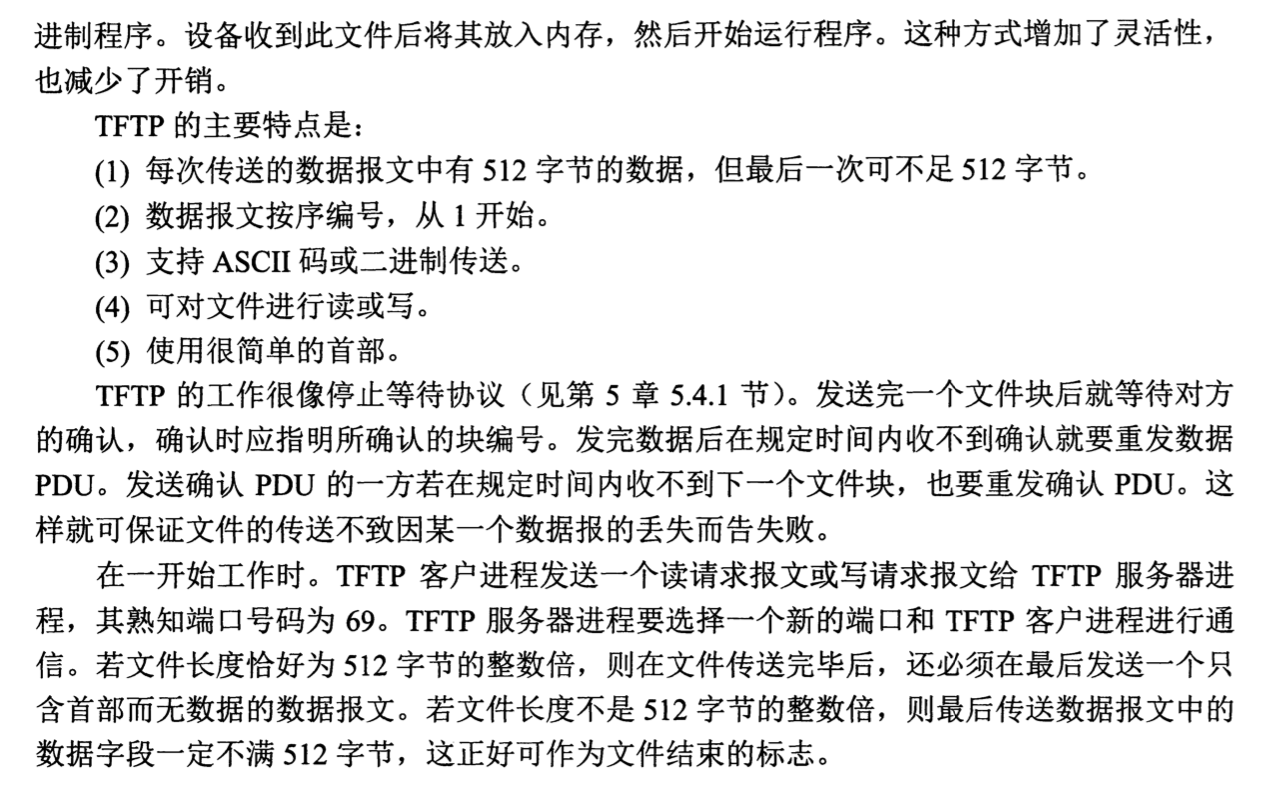 进制程序。设备收到此文件后将其放入内存，然后开始运行程序。这种方式增加了灵活性，
也减少了开销。
TFTP 的主要特点是：
(1) 每次传送的数据报文中有 512 字节的数据，但最后一次可不足 512 字节。
(2) 数据报文按序编号，从 1 开始。
(3) 支持 ASCII 码或二进制传送。
(4) 可对文件进行读或写。
(5) 使用很简单的首部。
TFTP 的工作很像停止等待协议（见第 5 章 5.4.1 节）。发送完一个文件块后就等待对方
的确认，确认时应指明所确认的块编号。发完数据后在规定时间内收不到确认就要重发数据
PDU。发送确认 PDU 的一方若在规定时间内收不到下一个文件块，也要重发确认 PDU。这
样就可保证文件的传送不致因某一个数据报的丢失而告失败。
在一开始工作时。TFTP 客户进程发送一个读请求报文或写请求报文给 TFTP 服务器进
程，其熟知端口号码为 69。TFTP 服务器进程要选择一个新的端口和 TFTP 客户进程进行通
信。若文件长度恰好为 512 字节的整数倍，则在文件传送完毕后，还必须在最后发送一个只
含首部而无数据的数据报文。若文件长度不是 512 字节的整数倍，则最后传送数据报文中的
数据字段一定不满 512 字节，这正好可作为文件结束的标志。